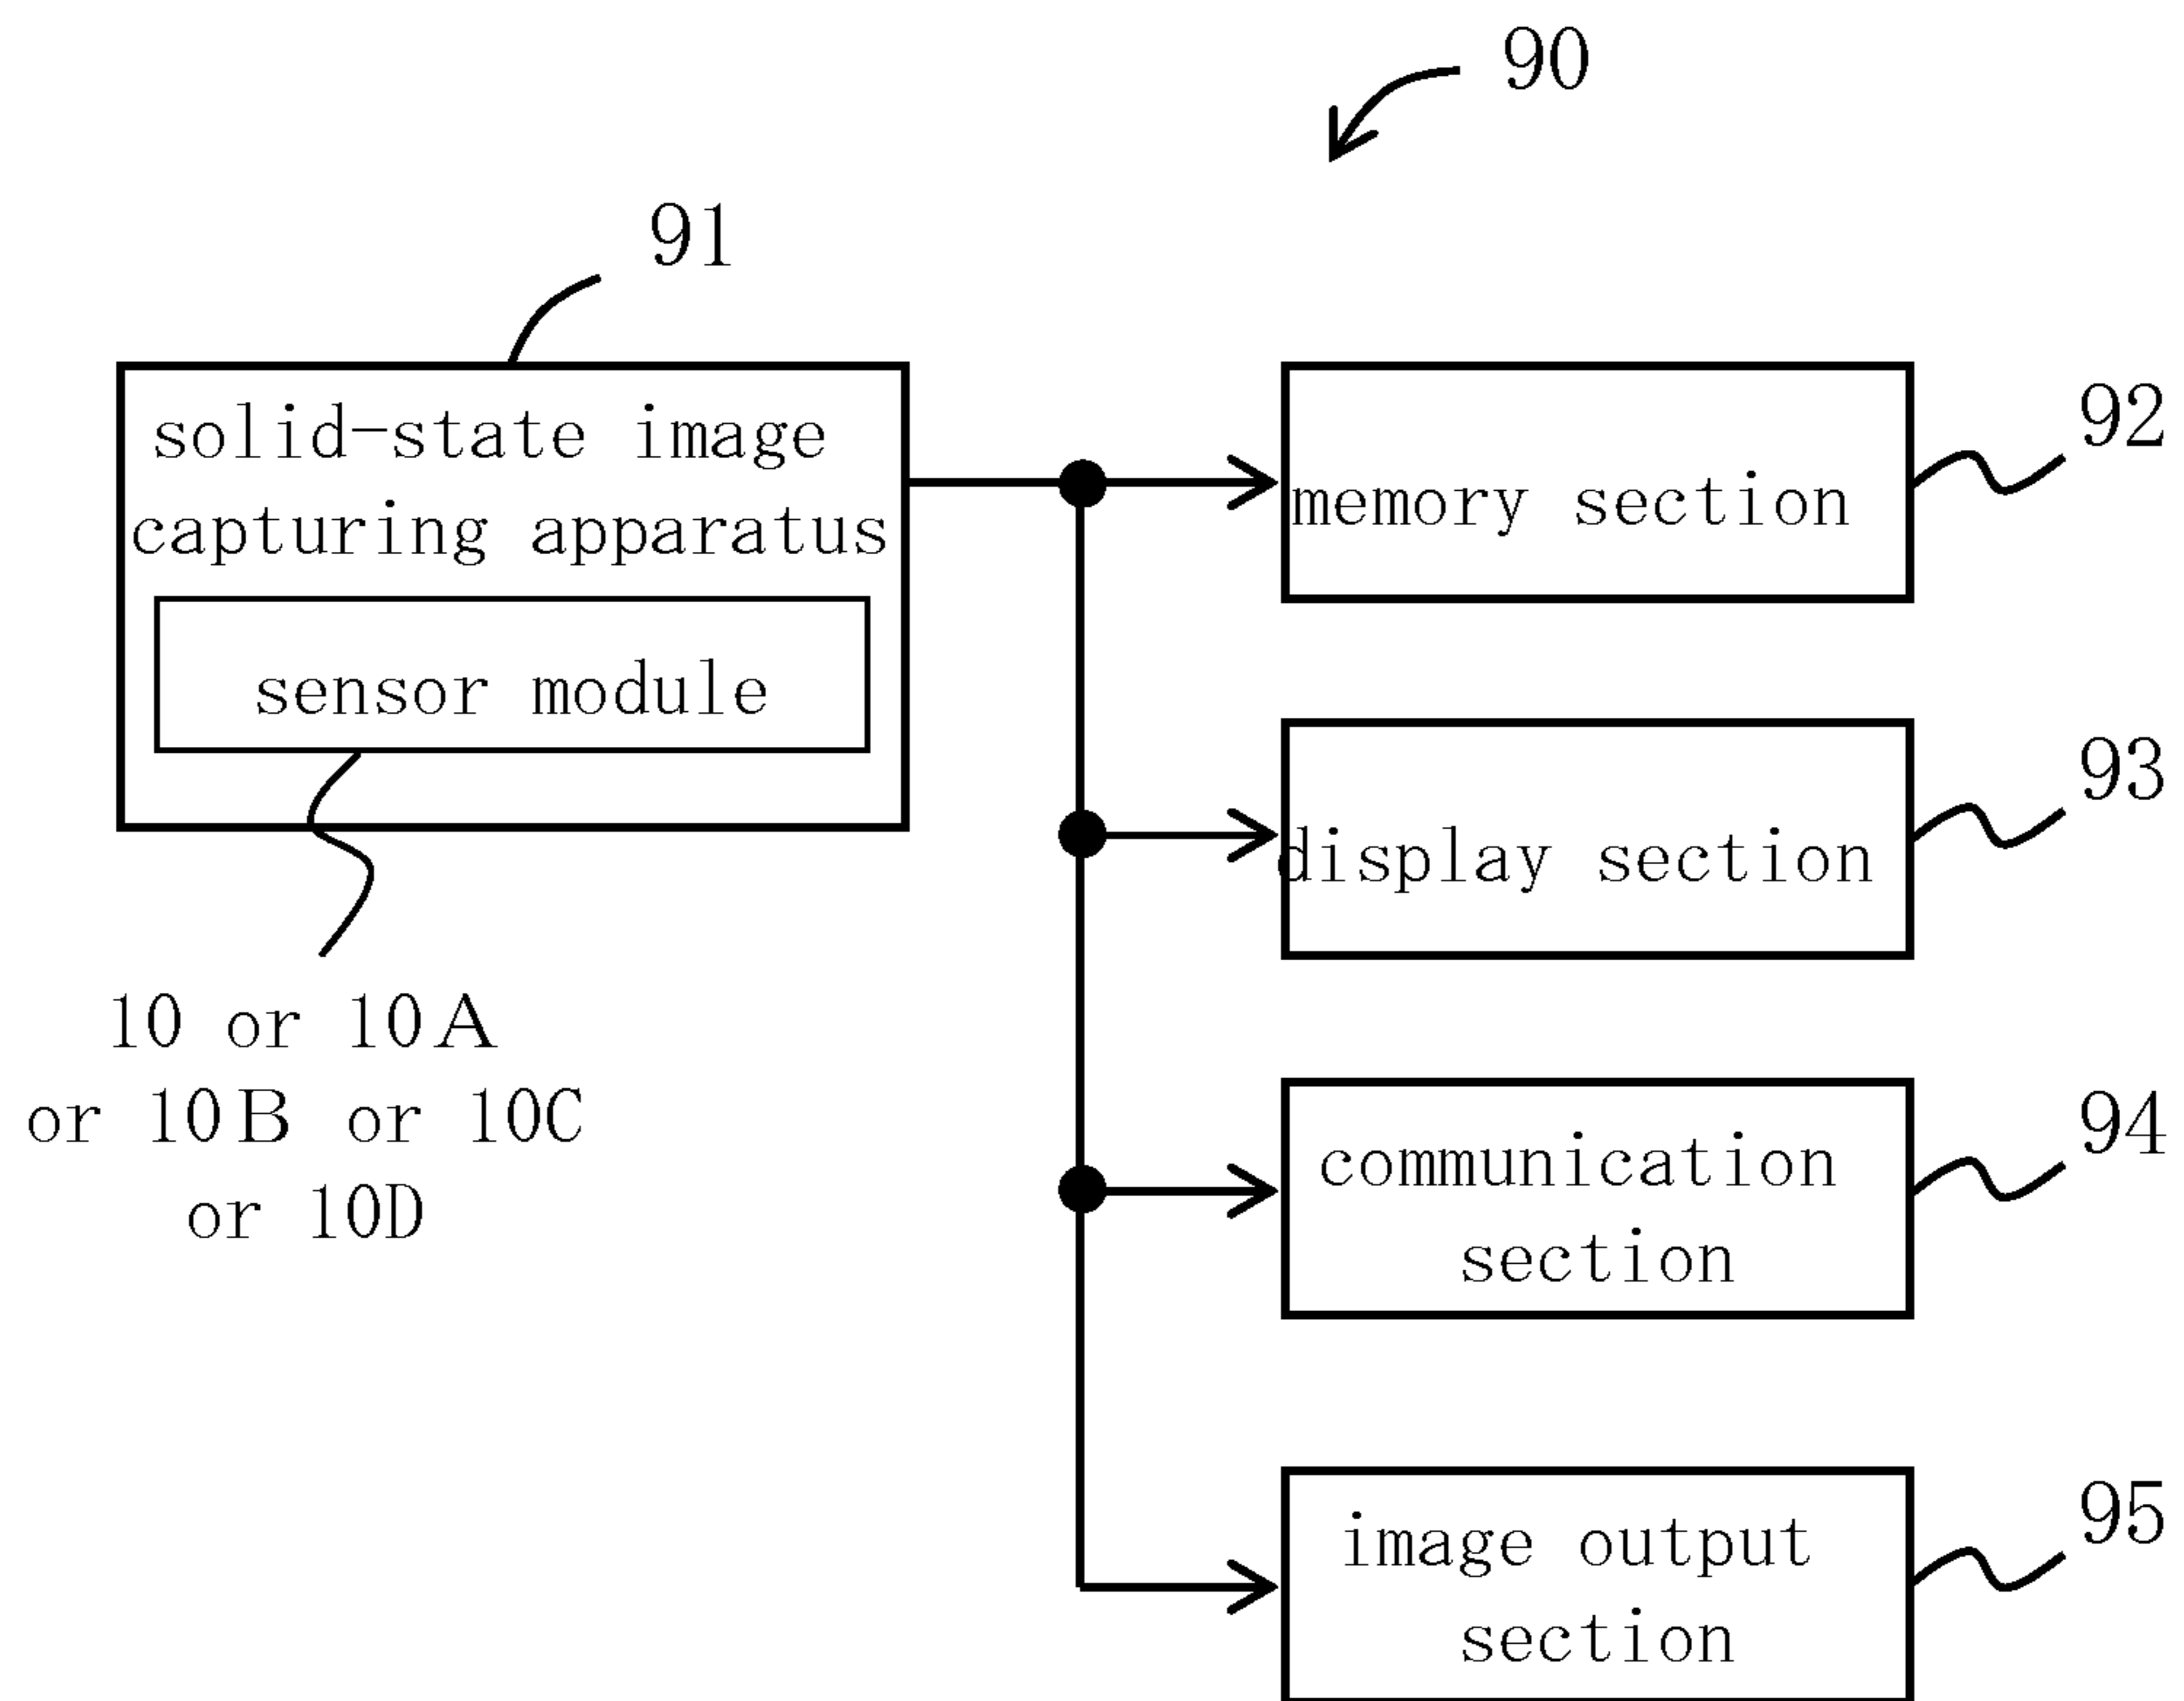 90
91
solid-state image
capturing apparatus
sensor module
10 or 10A
or 10B or 10C
or 10D
memory section
92
display section
93
communication
section
94
image output
section
95